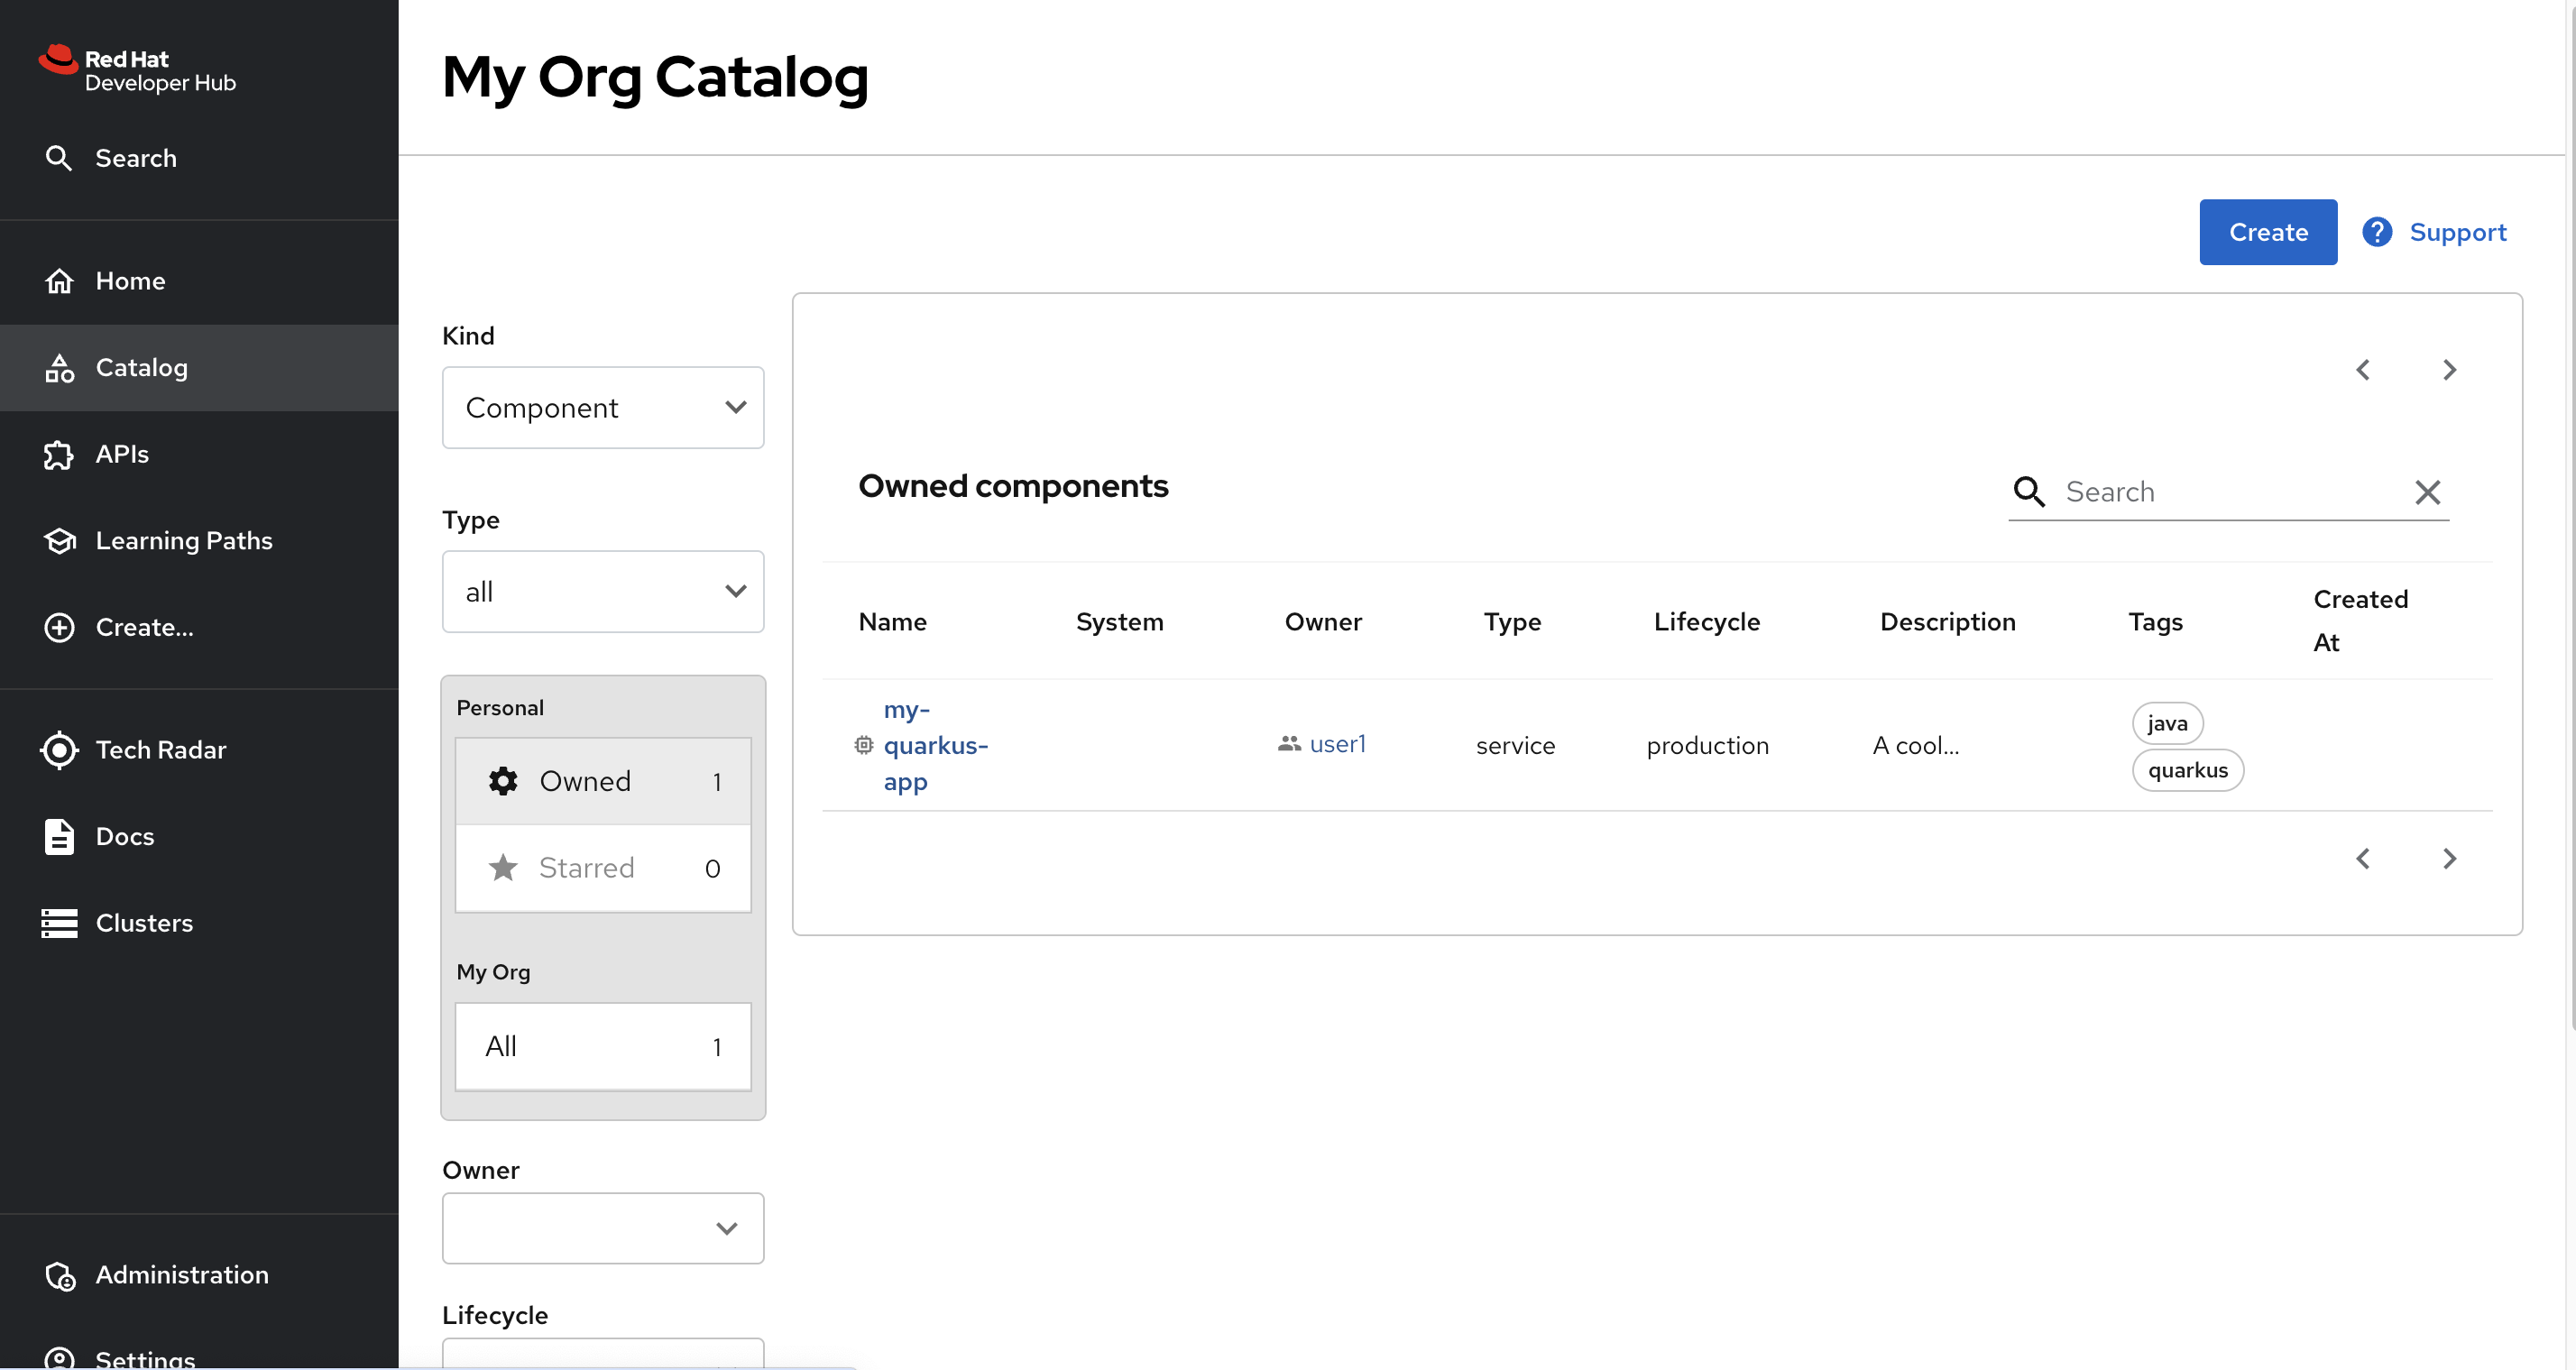 Red Hat
Developer Hub
Search
Home
Catalog
APIs
Learning Paths
Create...
Tech Radar
Docs
Clusters
Administration
Settings
My Org Catalog
Create
? Support
Kind
Component
Type
all
Personal
Owned 1
Starred 0
My Org
All 1
Owner
Lifecycle
Owned components
Search
Name System Owner Type Lifecycle Description Tags Created At
my-quarkus-app user1 service production A cool... java quarkus